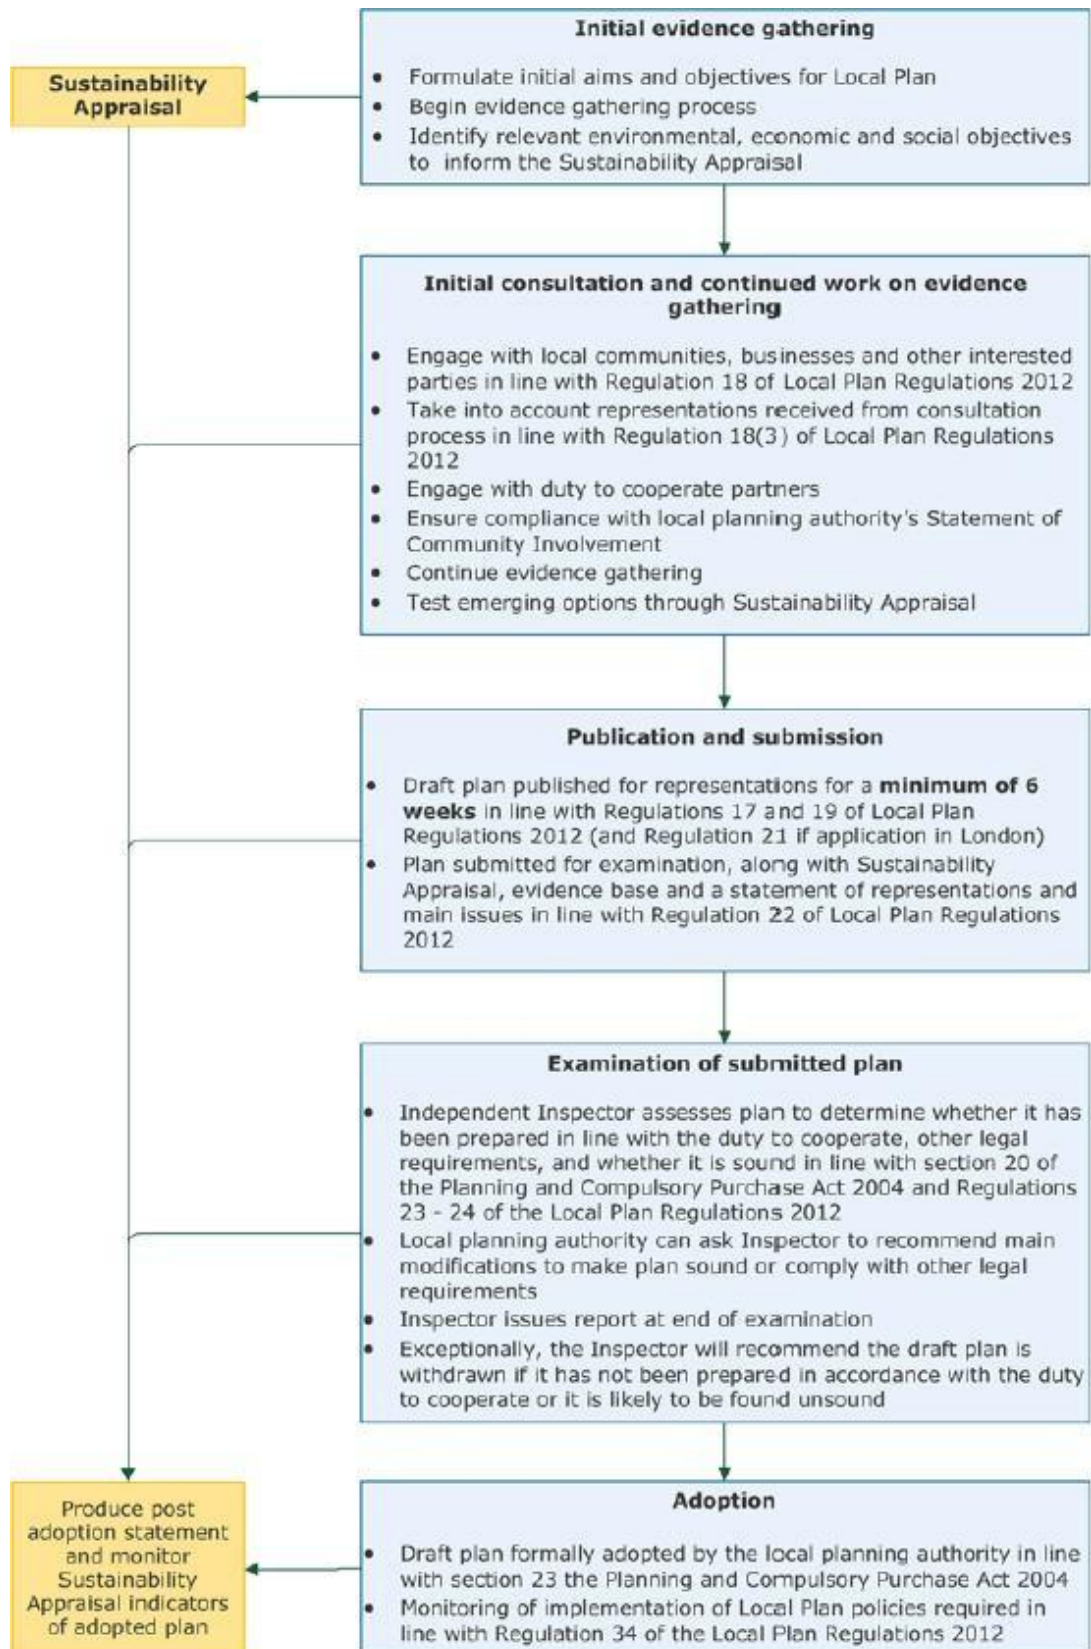 Initial evidence gathering
• Formulate initial aims and objectives for Local Plan
• Begin evidence gathering process
• Identify relevant environmental, economic and social objectives
to inform the Sustainability Appraisal
Sustainability
Appraisal
Initial consultation and continued work on evidence
gathering
• Engage with local communities, businesses and other interested
parties in line with Regulation 18 of Local Plan Regulations 2012
• Take into account representations received from consultation
process in line with Regulation 18(3) of Local Plan Regulations
2012
• Engage with duty to cooperate partners
• Ensure compliance with local planning authority's Statement of
Community Involvement
• Continue evidence gathering
• Test emerging options through Sustainability Appraisal
Publication and submission
• Draft plan published for representations for a minimum of 6
weeks in line with Regulations 17 and 19 of Local Plan
Regulations 2012 (and Regulation 21 if application in London)
• Plan submitted for examination, along with Sustainability
Appraisal, evidence base and a statement of representations and
main issues in line with Regulation 22 of Local Plan Regulations
2012
Examination of submitted plan
• Independent Inspector assesses plan to determine whether it has
been prepared in line with the duty to cooperate, other legal
requirements, and whether it is sound in line with section 20 of
the Planning and Compulsory Purchase Act 2004 and Regulations
23 - 24 of the Local Plan Regulations 2012
• Local planning authority can ask Inspector to recommend main
modifications to make plan sound or comply with other legal
requirements
• Inspector issues report at end of examination
• Exceptionally, the Inspector will recommend the draft plan is
withdrawn if it has not been prepared in accordance with the duty
to cooperate or it is likely to be found unsound
Adoption
• Draft plan formally adopted by the local planning authority in line
with section 23 the Planning and Compulsory Purchase Act 2004
• Monitoring of implementation of Local Plan policies required in
line with Regulation 34 of the Local Plan Regulations 2012
Produce post
adoption statement
and monitor
Sustainability
Appraisal indicators
of adopted plan